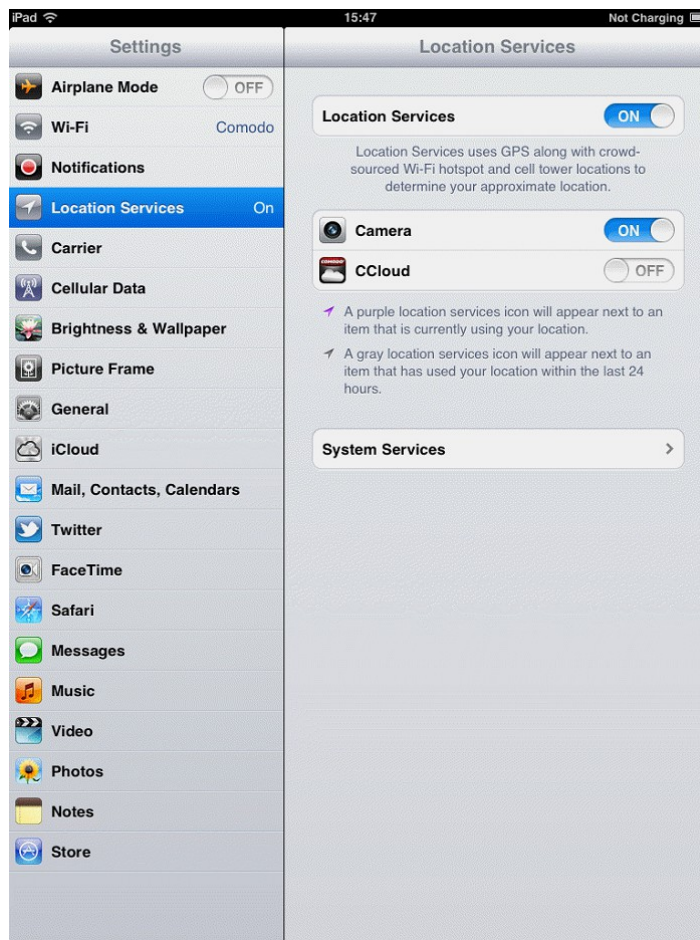 iPad 15:47 Not Charging
Settings
Airplane Mode OFF
Wi-Fi Comodo
Notifications
Location Services On
Carrier
Cellular Data
Brightness & Wallpaper
Picture Frame
General
iCloud
Mail, Contacts, Calendars
Twitter
FaceTime
Safari
Messages
Music
Video
Photos
Notes
Store
Location Services
Location Services ON
Location Services uses GPS along with crowd-
sourced Wi-Fi hotspot and cell tower locations to
determine your approximate location.
Camera ON
COMODO
CCloud OFF
A purple location services icon will appear next to an
item that is currently using your location.
A gray location services icon will appear next to an
item that has used your location within the last 24
hours.
System Services